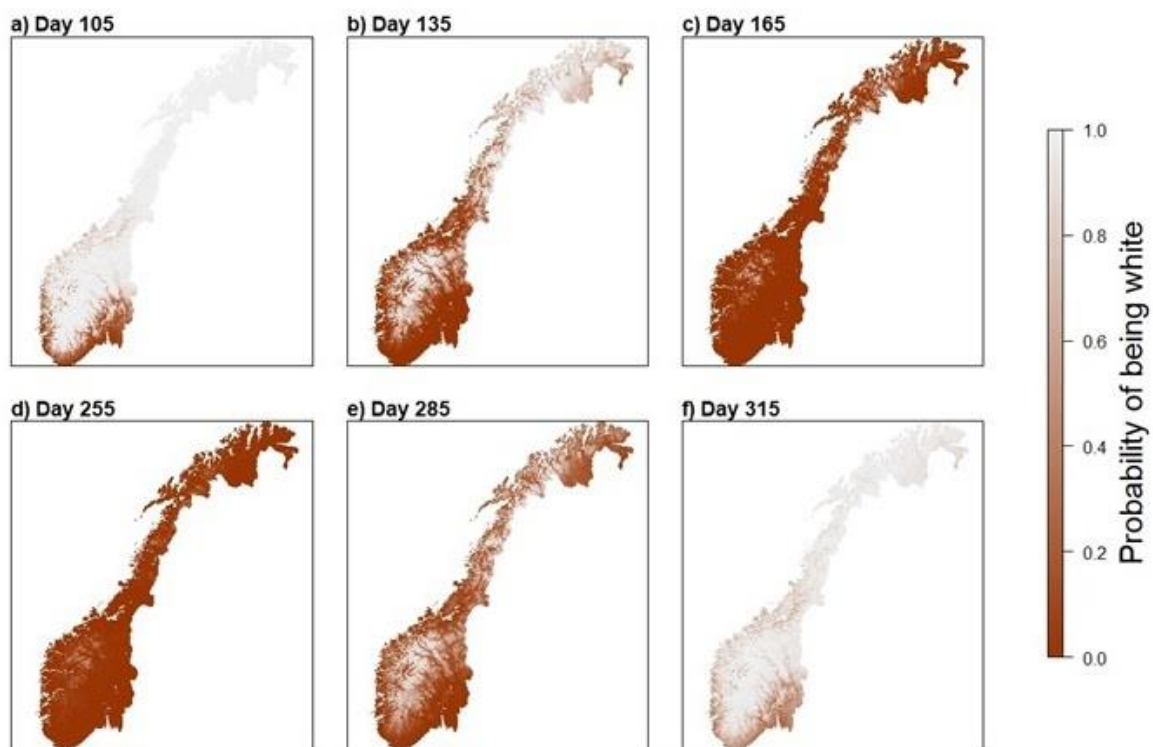 a) Day 105
b) Day 135
c) Day 165
d) Day 255
e) Day 285
f) Day 315
1.0
0.8
0.6
0.4
0.2
0.0
Probability of being white